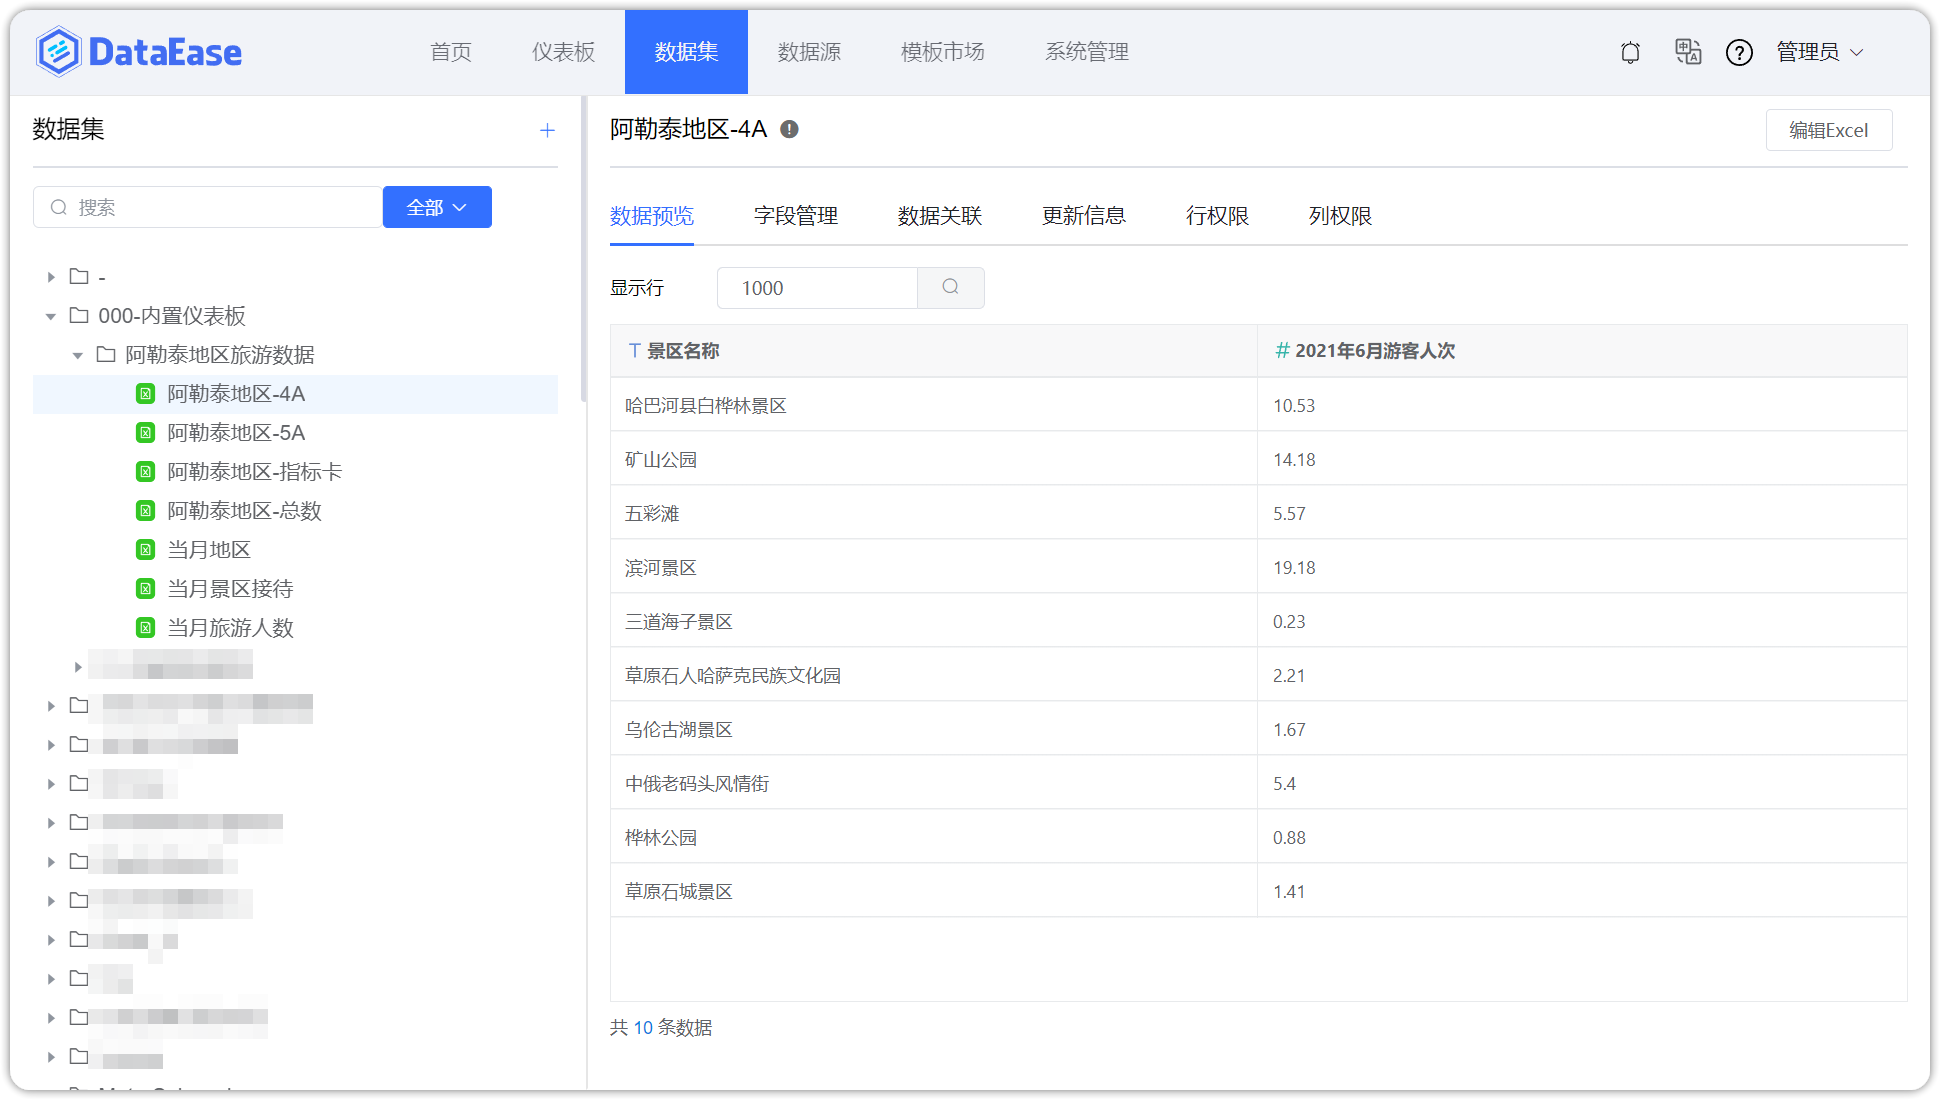 DataEase
首页 仪表板 数据集 数据源 模板市场 系统管理 管理员
数据集
搜索 全部
-
000-内置仪表板
阿勒泰地区旅游数据
阿勒泰地区-4A
阿勒泰地区-5A
阿勒泰地区-指标卡
阿勒泰地区-总数
当月地区
当月景区接待
当月旅游人数
阿勒泰地区-4A 编辑Excel
数据预览 字段管理 数据关联 更新信息 行权限 列权限
显示行 1000
T 景区名称 # 2021年6月游客人次
哈巴河县白桦林景区 10.53
矿山公园 14.18
五彩滩 5.57
滨河景区 19.18
三道海子景区 0.23
草原石人哈萨克民族文化园 2.21
乌伦古湖景区 1.67
中俄老码头风情街 5.4
桦林公园 0.88
草原石城景区 1.41
共 10 条数据